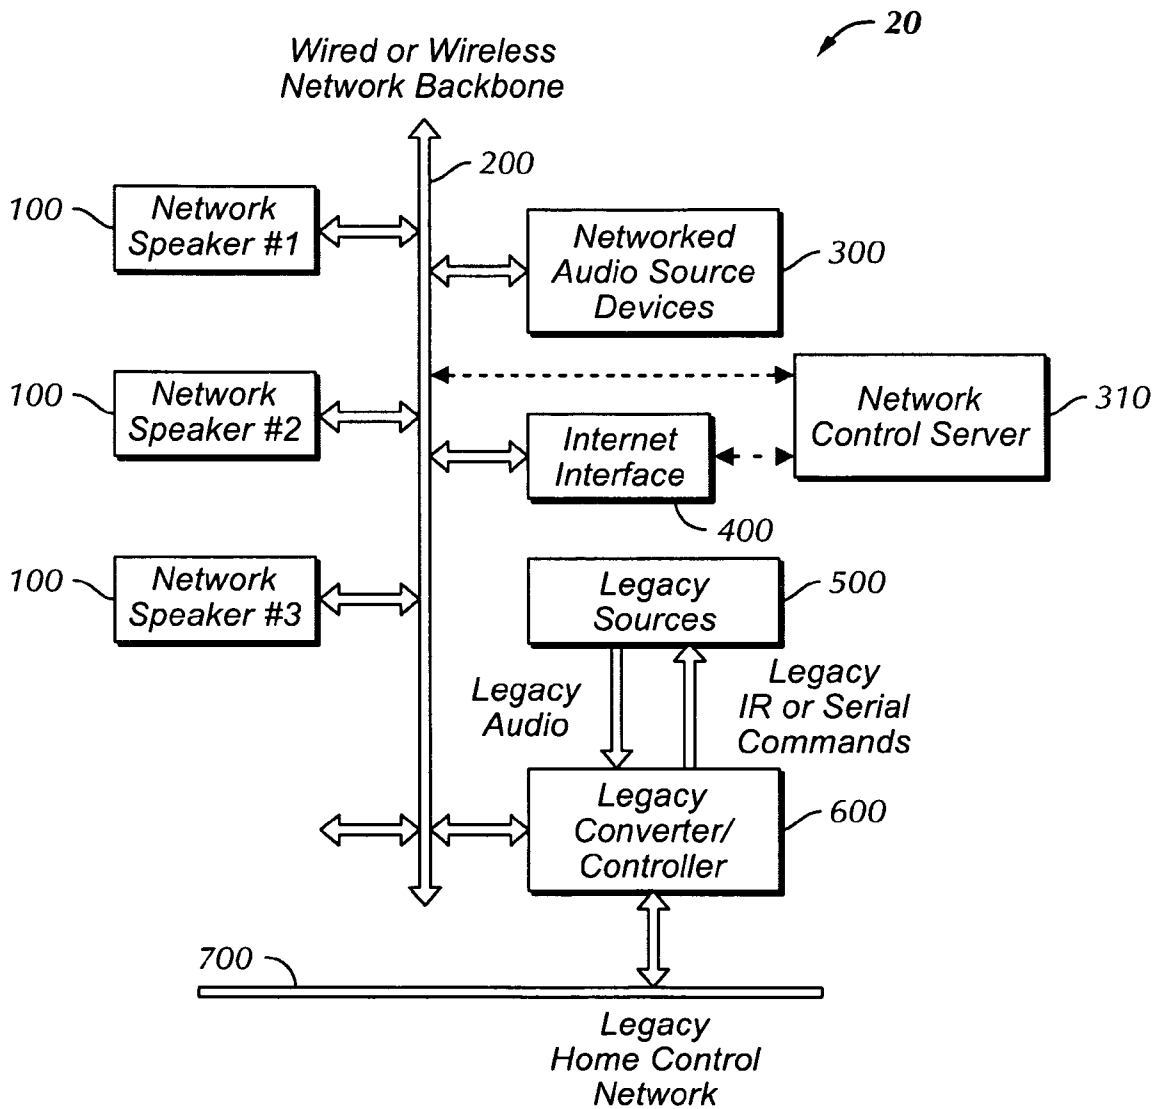 20
Wired or Wireless
Network Backbone
200
100
Network
Speaker #1
Networked
Audio Source
Devices
300
100
Network
Speaker #2
Network
Control Server
310
Internet
Interface
400
100
Network
Speaker #3
Legacy
Sources
500
Legacy
Audio
Legacy
IR or Serial
Commands
Legacy
Converter/
Controller
600
700
Legacy
Home Control
Network